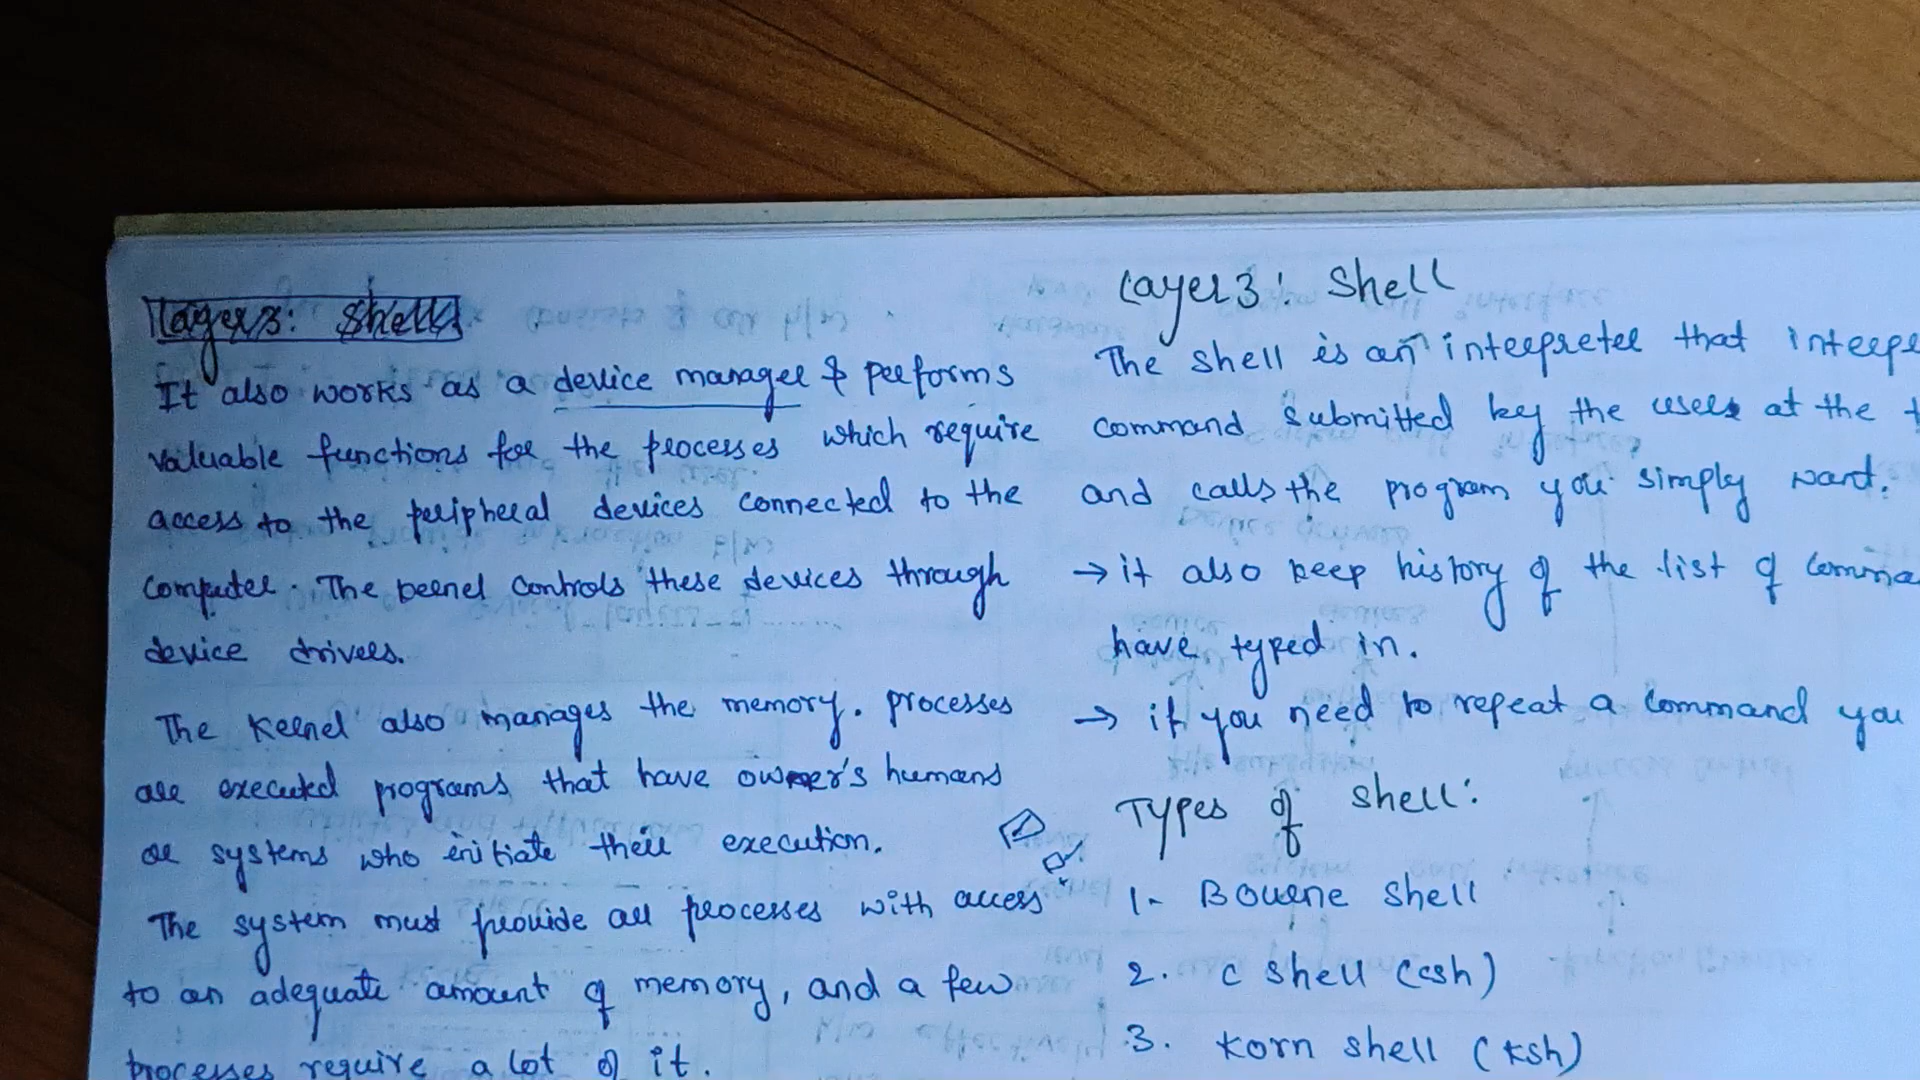 Layer 3: Shell
It also works as a device manager & performs
valuable functions for the processes which require
access to the peripheral devices connected to the
computer. The kernel controls these devices through
device drivers.
The Kernel also manages the memory. processes
are executed programs that have owner's humans
or systems who initiate their execution.
The system must provide all processes with access
to an adequate amount of memory, and a few
processes require a lot of it.
Layer 3: Shell
The shell is an interpreter that
command submitted by the users at the
and calls the program you simply want.
→ it also keep history of the list of
have typed in.
→ if you need to repeat a command you
Types of shell:
1- Bourne shell
2. C shell (csh)
3. Korn shell (ksh)